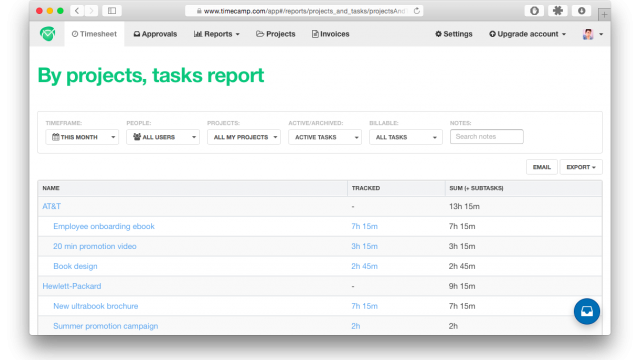 www.timecamp.com/app#/reports/projects_and_tasks/projectsAn
Timesheet Approvals Reports Projects Invoices Settings Upgrade account
By projects, tasks report
TIMEFRAME: PEOPLE: PROJECTS: ACTIVE/ARCHIVED: BILLABLE: NOTES:
THIS MONTH ALL USERS ALL MY PROJECTS ACTIVE TASKS ALL TASKS Search notes
EMAIL EXPORT
NAME TRACKED SUM (+ SUBTASKS)
AT&T - 13h 15m
Employee onboarding ebook 7h 15m 7h 15m
20 min promotion video 3h 15m 3h 15m
Book design 2h 45m 2h 45m
Hewlett-Packard - 9h 15m
New ultrabook brochure 7h 15m 7h 15m
Summer promotion campaign 2h 2h